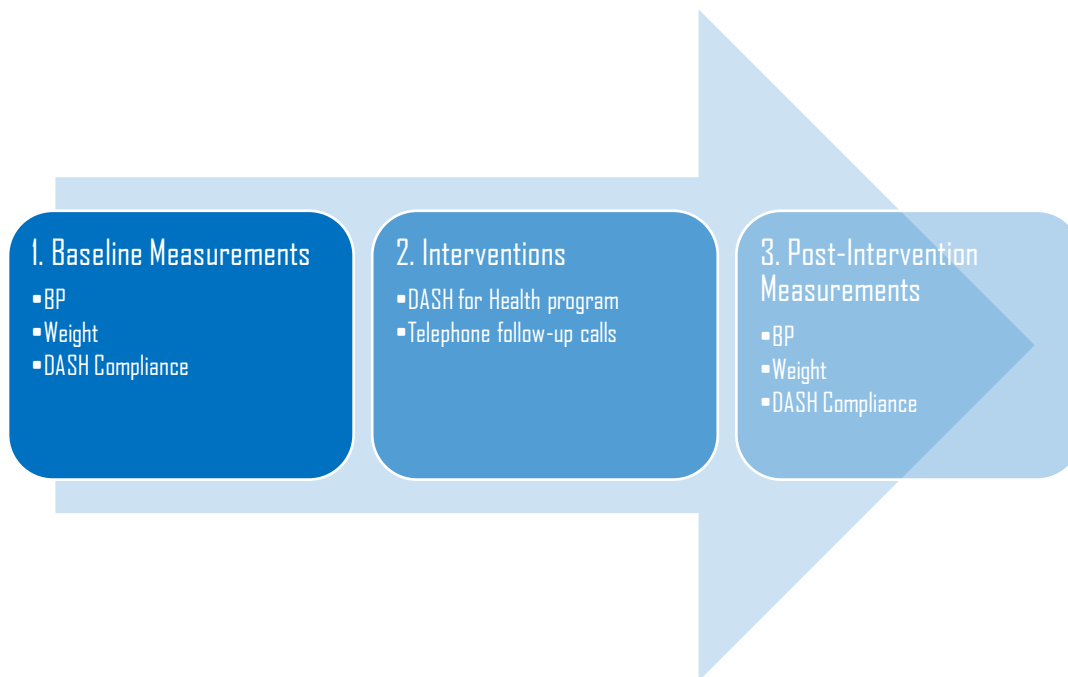 1. Baseline Measurements
▪BP
▪Weight
▪DASH Compliance
2. Interventions
▪DASH for Health program
▪Telephone follow-up calls
3. Post-Intervention
Measurements
▪BP
▪Weight
▪DASH Compliance